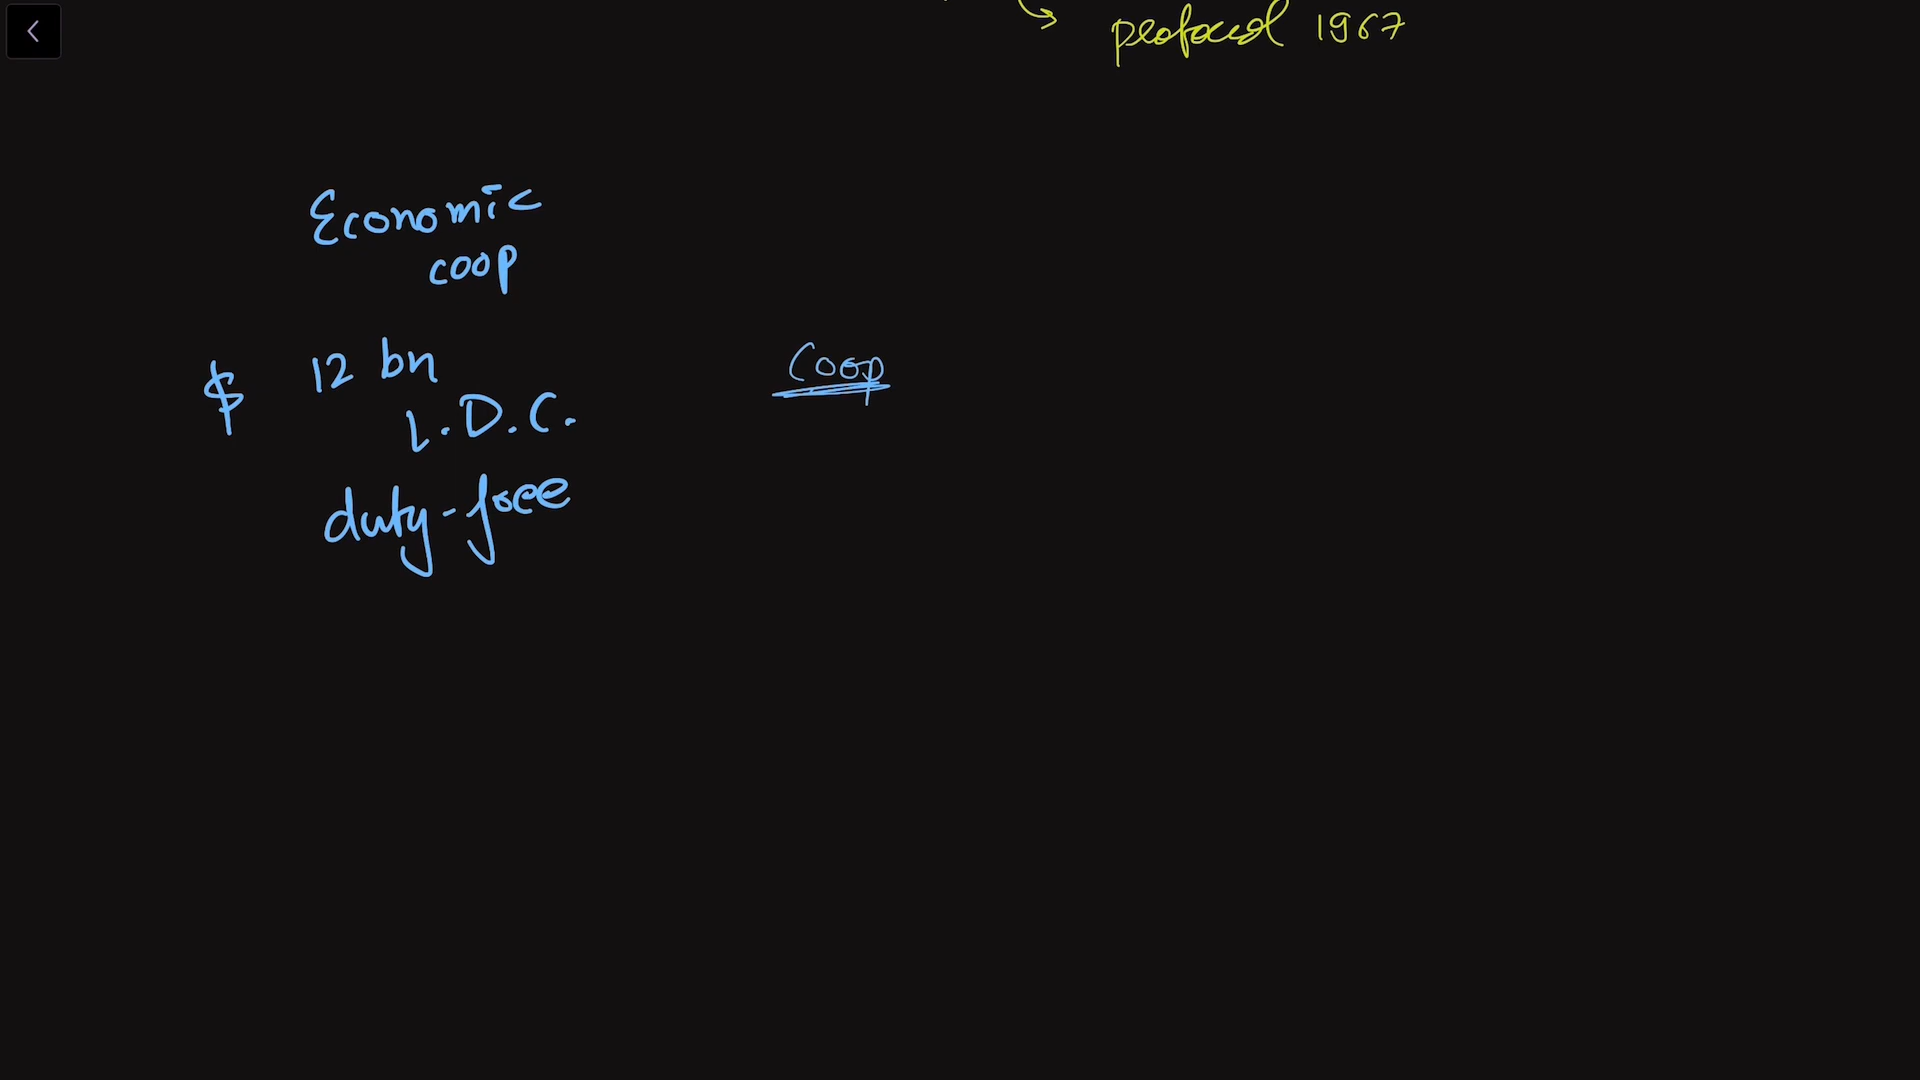 protocol 1967
Economic
coop
$ 12 bn
L.D.C.
duty-free
Coop